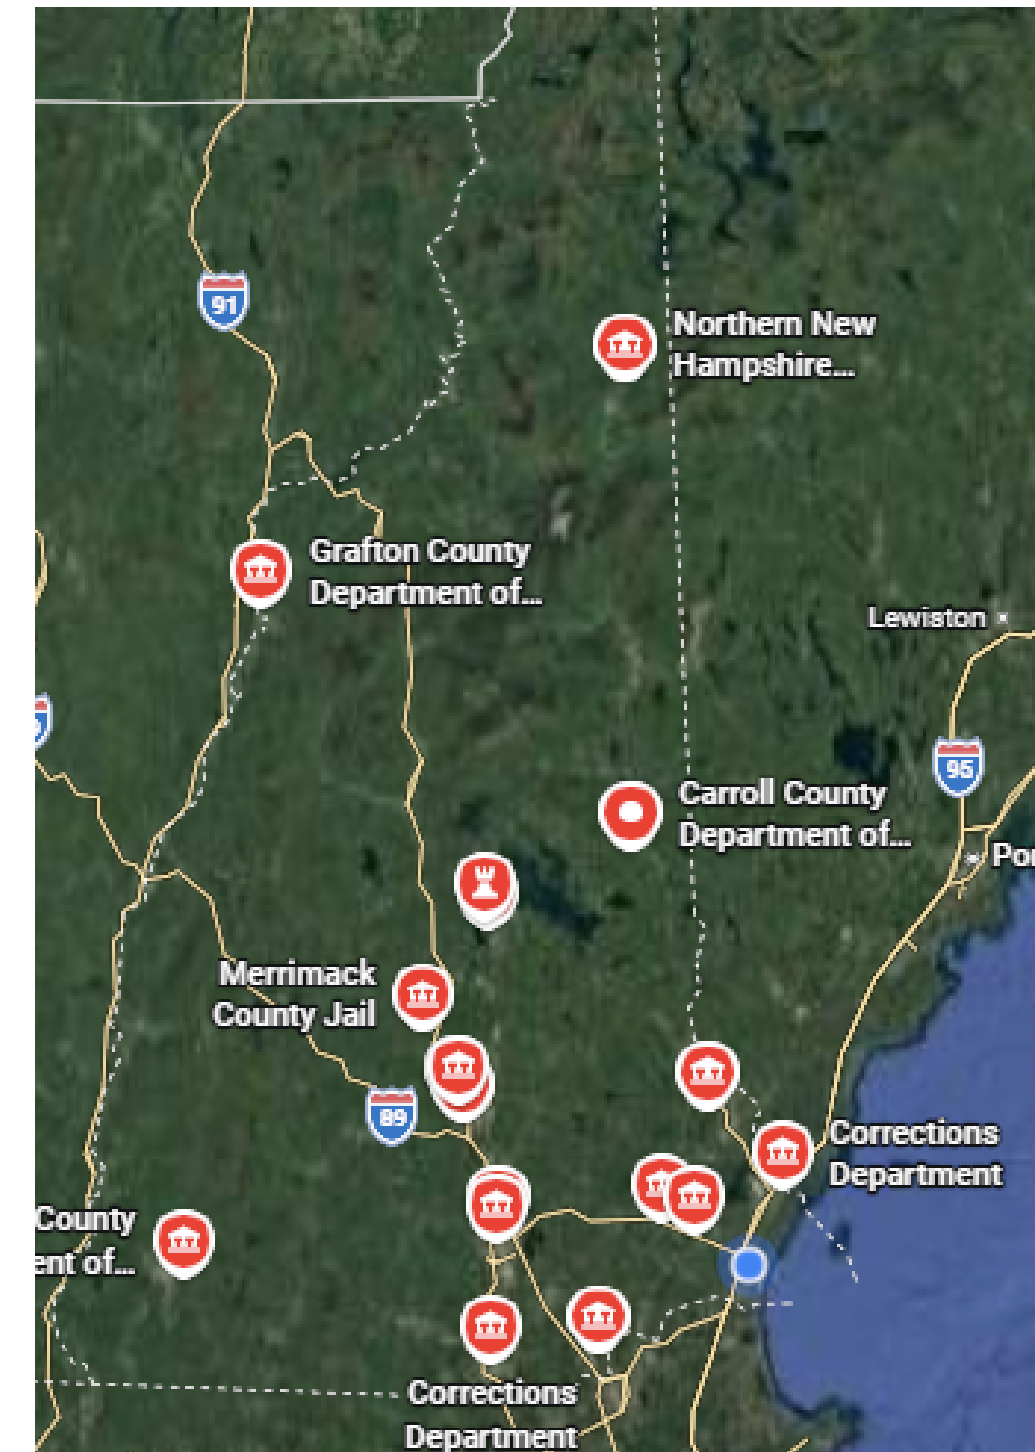 91
Northern New
Hampshire...
Grafton County
Department of...
Lewiston
95
Carroll County
Department of...
Por
Merrimack
County Jail
89
Corrections
Department
County
ent of...
Corrections
Department